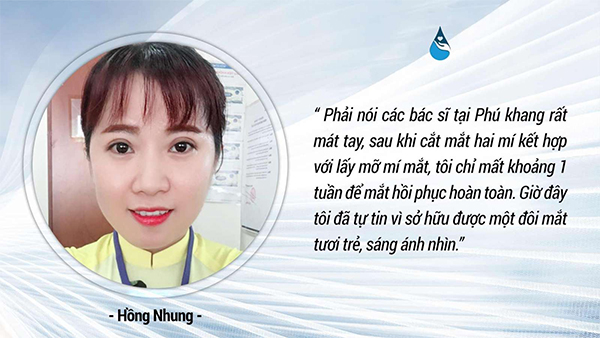 “ Phải nói các bác sĩ tại Phú khang rất
mát tay, sau khi cắt mắt hai mí kết hợp
với lấy mỡ mí mắt, tôi chỉ mất khoảng 1
tuần để mắt hồi phục hoàn toàn. Giờ đây
tôi đã tự tin vì sở hữu được một đôi mắt
tươi trẻ, sáng ánh nhìn.”
- Hồng Nhung -